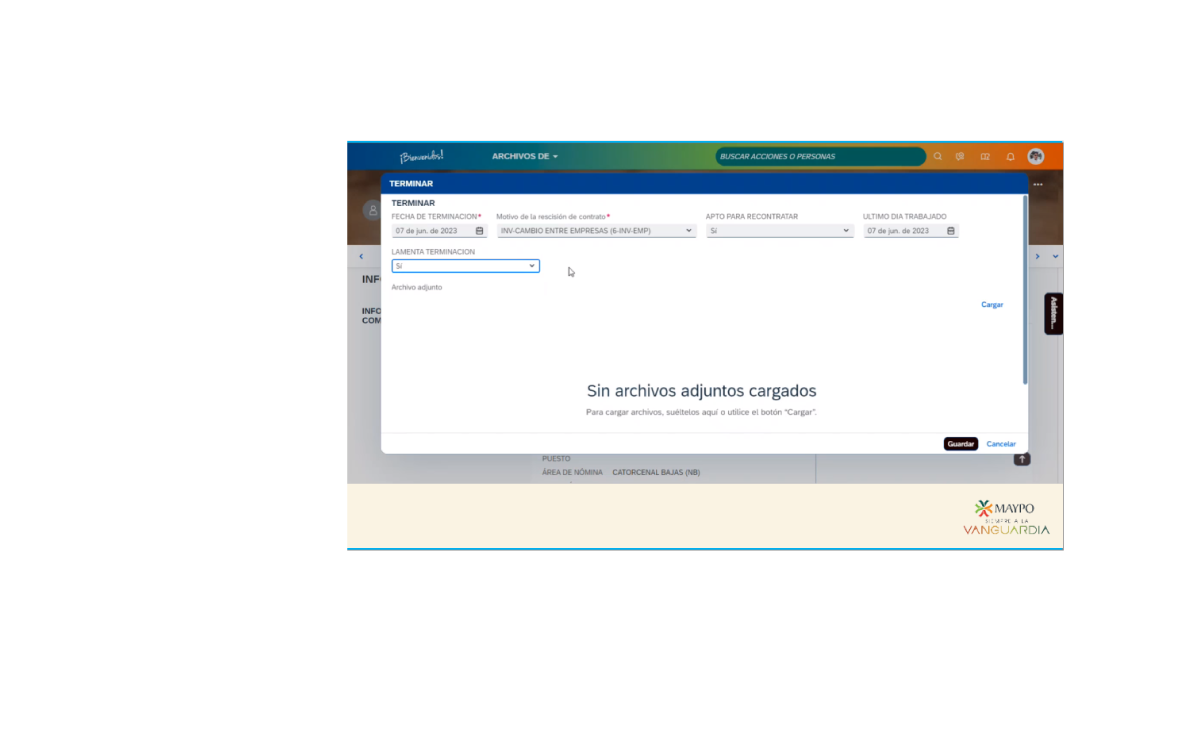 ¡Bienvenidos! ARCHIVOS DE BUSCAR ACCIONES O PERSONAS
TERMINAR
TERMINAR
FECHA DE TERMINACION* Motivo de la rescisión de contrato* APTO PARA RECONTRATAR ULTIMO DIA TRABAJADO
07 de jun. de 2023 INV-CAMBIO ENTRE EMPRESAS (6-INV-EMP) Sí 07 de jun. de 2023
LAMENTA TERMINACION
Sí
INF
Archivo adjunto
Cargar
INFO
COM
Asisten...
Sin archivos adjuntos cargados
Para cargar archivos, suéltelos aquí o utilice el botón "Cargar".
Guardar Cancelar
PUESTO
ÁREA DE NÓMINA CATORCENAL BAJAS (NB)
MAYPO
SIEMPRE A LA
VANGUARDIA